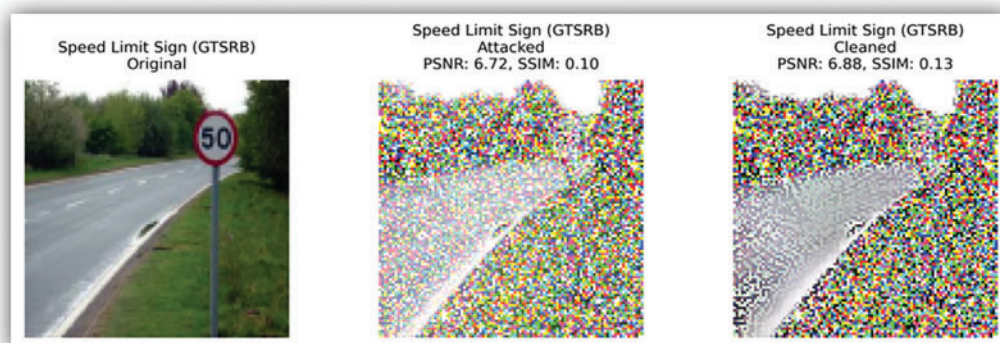 Speed Limit Sign (GTSRB)
Original
Speed Limit Sign (GTSRB)
Attacked
PSNR: 6.72, SSIM: 0.10
Speed Limit Sign (GTSRB)
Cleaned
PSNR: 6.88, SSIM: 0.13
50